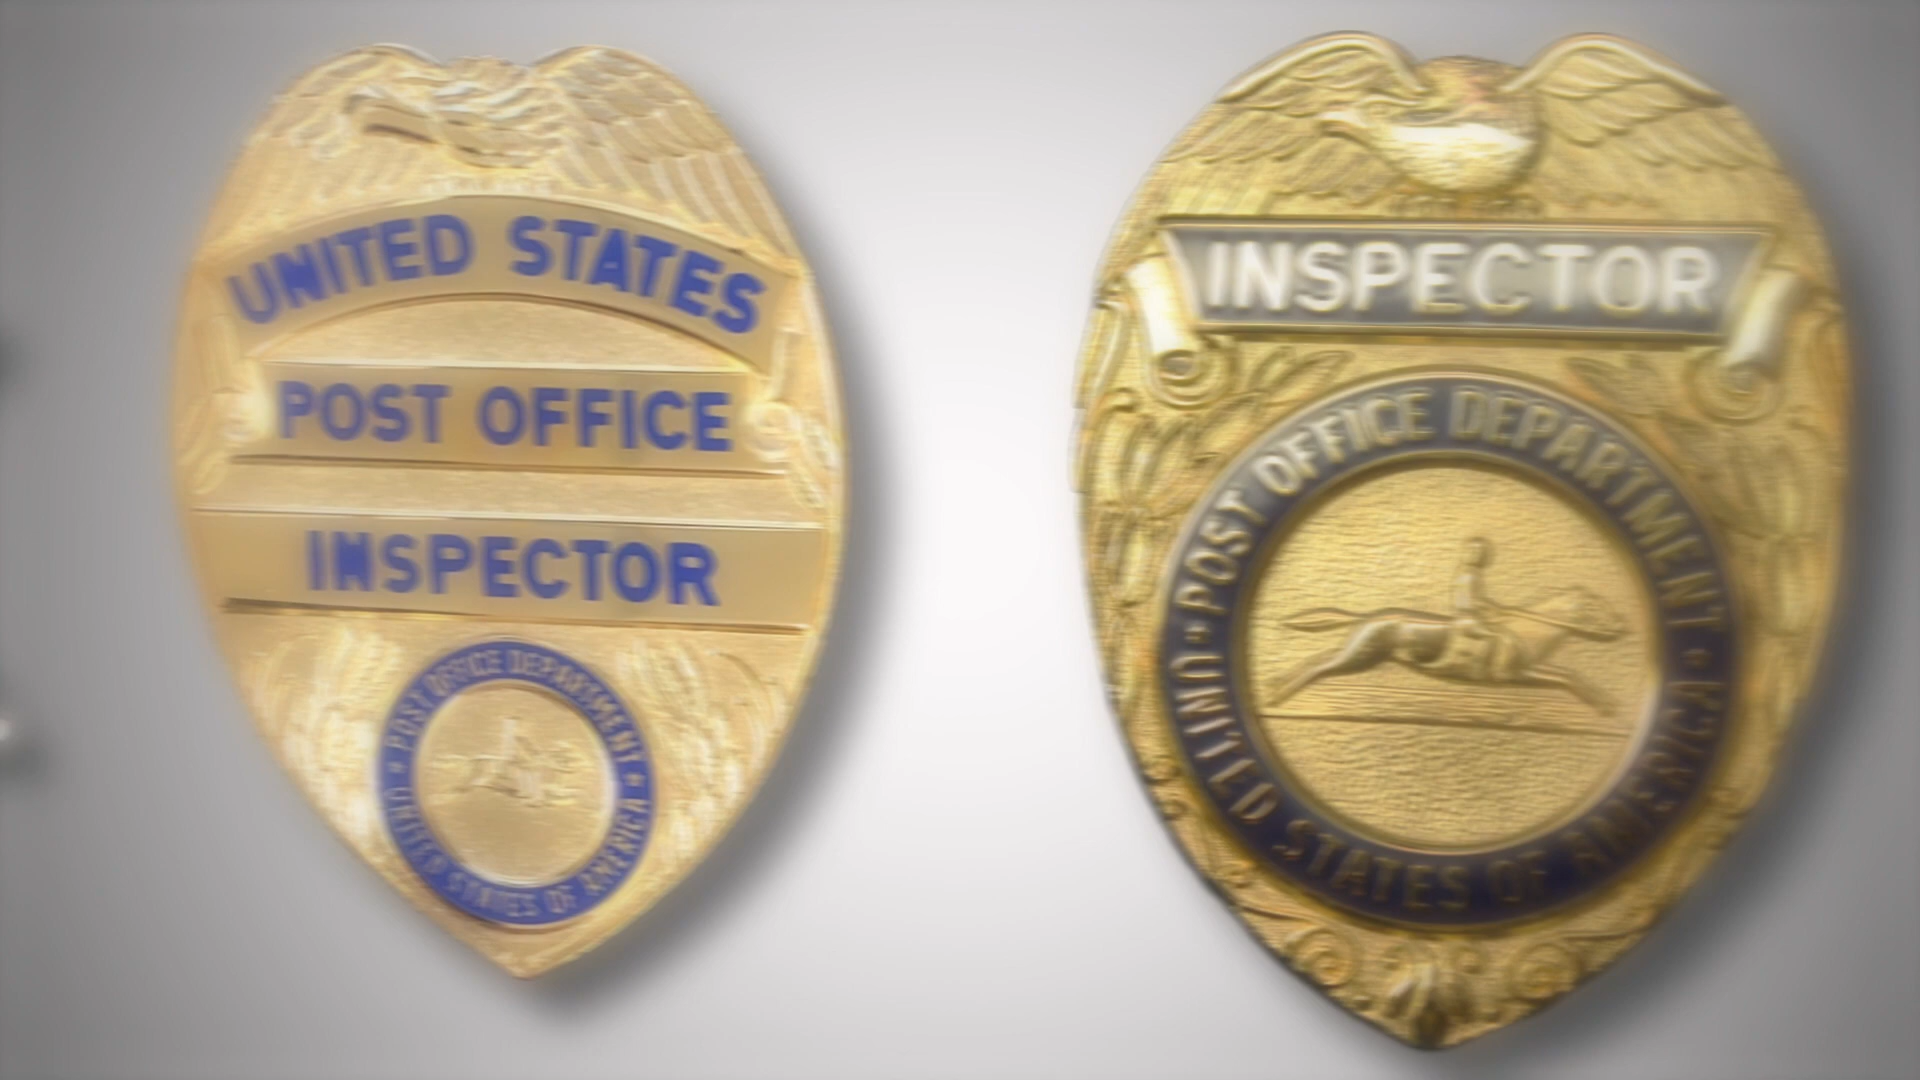 UNITED STATES
POST OFFICE
INSPECTOR
POST OFFICE DEPARTMENT
UNITED STATES OF AMERICA
INSPECTOR
POST OFFICE DEPARTMENT
UNITED STATES OF AMERICA